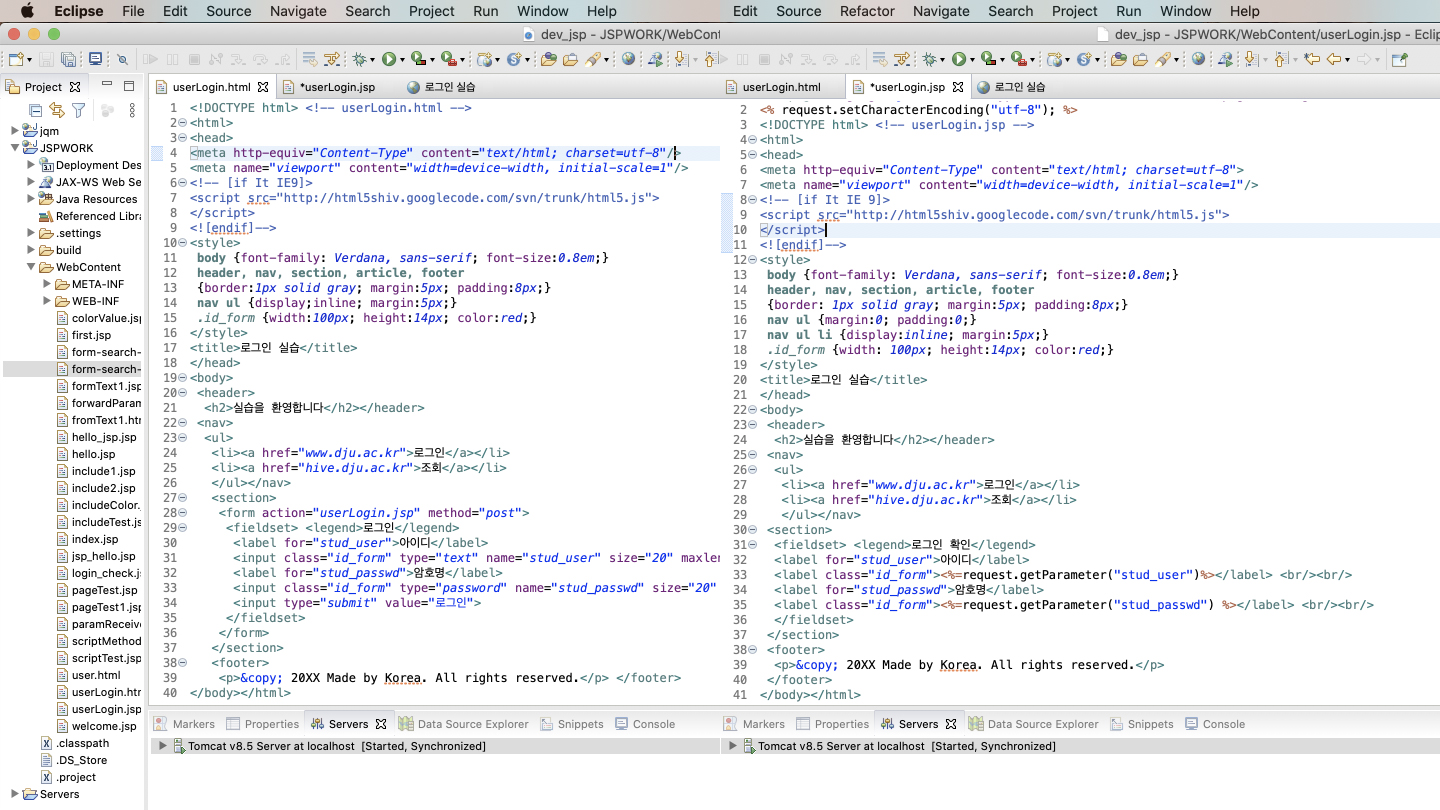 Eclipse File Edit Source Navigate Search Project Run Window Help
Edit Source Refactor Navigate Search Project Run Window Help
dev_jsp - JSPWORK/WebCont
dev_jsp - JSPWORK/WebContent/userLogin.jsp - Eclip
Project
jqm
JSPWORK
Deployment Des
JAX-WS Web Se
Java Resources
Referenced Libra
.settings
build
WebContent
META-INF
WEB-INF
colorValue.jsp
first.jsp
form-search-
form-search-
formText1.jsp
forwardParam
fromText1.htm
hello_jsp.jsp
hello.jsp
include1.jsp
include2.jsp
includeColor.
includeTest.js
index.jsp
jsp_hello.jsp
login_check.js
pageTest.jsp
pageTest1.jsp
paramReceive
scriptMethod
scriptTest.jsp
user.html
userLogin.htm
userLogin.jsp
welcome.jsp
.classpath
.DS_Store
.project
Servers
userLogin.html *userLogin.jsp 로그인 실습
1 <!DOCTYPE html> <!-- userLogin.html -->
2 <html>
3 <head>
4 <meta http-equiv="Content-Type" content="text/html; charset=utf-8"/>
5 <meta name="viewport" content="width=device-width, initial-scale=1"/>
6 <!-- [if It IE9]>
7 <script src="http://html5shiv.googlecode.com/svn/trunk/html5.js">
8 </script>
9 <![endif]-->
10 <style>
11 body {font-family: Verdana, sans-serif; font-size:0.8em;}
12 header, nav, section, article, footer
13 {border:1px solid gray; margin:5px; padding:8px;}
14 nav ul {display;inline; margin:5px;}
15 .id_form {width:100px; height:14px; color:red;}
16 </style>
17 <title>로그인 실습</title>
18 </head>
19 <body>
20 <header>
21 <h2>실습을 환영합니다</h2></header>
22 <nav>
23 <ul>
24 <li><a href="www.dju.ac.kr">로그인</a></li>
25 <li><a href="hive.dju.ac.kr">조회</a></li>
26 </ul></nav>
27 <section>
28 <form action="userLogin.jsp" method="post">
29 <fieldset> <legend>로그인</legend>
30 <label for="stud_user">아이디</label>
31 <input class="id_form" type="text" name="stud_user" size="20" maxlen
32 <label for="stud_passwd">암호명</label>
33 <input class="id_form" type="password" name="stud_passwd" size="20"
34 <input type="submit" value="로그인">
35 </fieldset>
36 </form>
37 </section>
38 <footer>
39 <p>&copy; 20XX Made by Korea. All rights reserved.</p> </footer>
40 </body></html>
userLogin.html *userLogin.jsp 로그인 실습
2 <% request.setCharacterEncoding("utf-8"); %>
3 <!DOCTYPE html> <!-- userLogin.jsp -->
4 <html>
5 <head>
6 <meta http-equiv="Content-Type" content="text/html; charset=utf-8">
7 <meta name="viewport" content="width=device-width, initial-scale=1"/>
8 <!-- [if It IE 9]>
9 <script src="http://html5shiv.googlecode.com/svn/trunk/html5.js">
10 </script>
11 <![endif]-->
12 <style>
13 body {font-family: Verdana, sans-serif; font-size:0.8em;}
14 header, nav, section, article, footer
15 {border: 1px solid gray; margin:5px; padding:8px;}
16 nav ul {margin:0; padding:0;}
17 nav ul li {display:inline; margin:5px;}
18 .id_form {width: 100px; height:14px; color:red;}
19 </style>
20 <title>로그인 실습</title>
21 </head>
22 <body>
23 <header>
24 <h2>실습을 환영합니다</h2></header>
25 <nav>
26 <ul>
27 <li><a href="www.dju.ac.kr">로그인</a></li>
28 <li><a href="hive.dju.ac.kr">조회</a></li>
29 </ul></nav>
30 <section>
31 <fieldset> <legend>로그인 확인</legend>
32 <label for="stud_user">아이디</label>
33 <label class="id_form"><%=request.getParameter("stud_user")%></label> <br/><br/>
34 <label for="stud_passwd">암호명</label>
35 <label class="id_form"><%=request.getParameter("stud_passwd") %></label> <br/><br/>
36 </fieldset>
37 </section>
38 <footer>
39 <p>&copy; 20XX Made by Korea. All rights reserved.</p>
40 </footer>
41 </body></html>
Markers Properties Servers Data Source Explorer Snippets Console
Tomcat v8.5 Server at localhost [Started, Synchronized]
Markers Properties Servers Data Source Explorer Snippets Console
Tomcat v8.5 Server at localhost [Started, Synchronized]